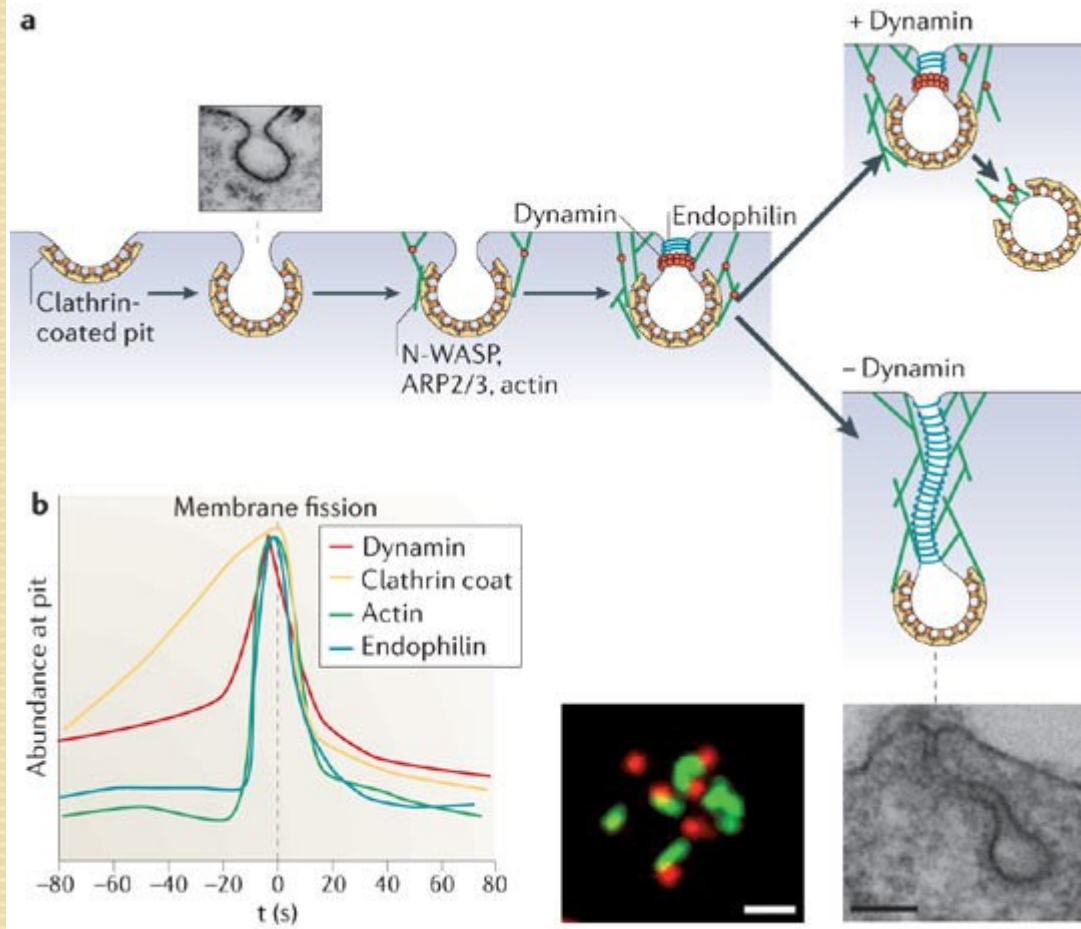 a
+ Dynamin
Dynamin
Endophilin
Clathrin-
coated pit
N-WASP,
ARP2/3, actin
– Dynamin
b
Membrane fission
Dynamin
Clathrin coat
Actin
Endophilin
Abundance at pit
–80 –60 –40 –20 0 20 40 60 80
t (s)